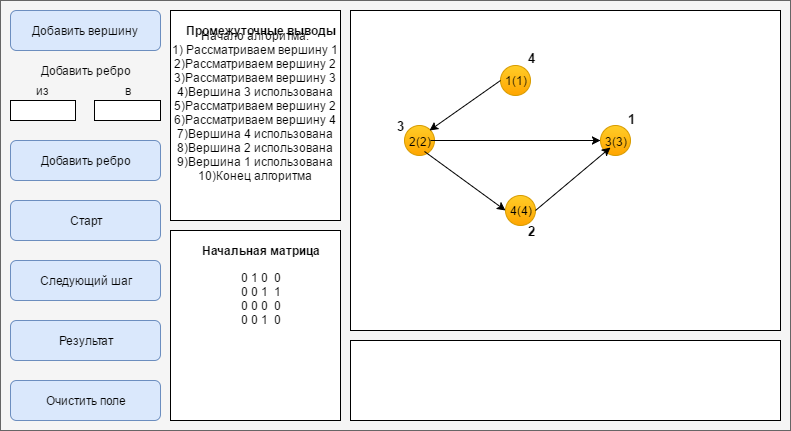 Добавить вершину
Добавить ребро
из
в
Добавить ребро
Старт
Следующий шаг
Результат
Очистить поле
Промежуточные выводы
Начало алгоритма:
1) Рассматриваем вершину 1
2)Рассматриваем вершину 2
3)Рассматриваем вершину 3
4)Вершина 3 использована
5)Рассматриваем вершину 2
6)Рассматриваем вершину 4
7)Вершина 4 использована
8)Вершина 2 использована
9)Вершина 1 использована
10)Конец алгоритма
Начальная матрица
0 1 0 0
0 0 1 1
0 0 0 0
0 0 1 0
4
1(1)
3
2(2)
1
3(3)
4(4)
2